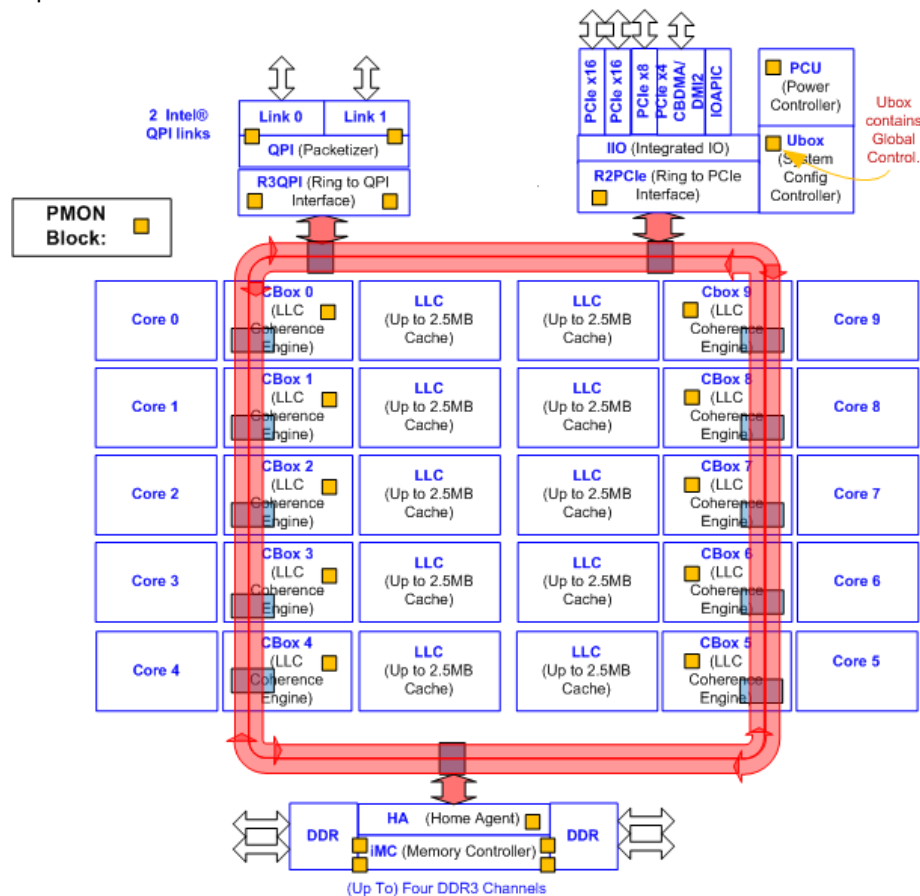 2 Intel®
QPI links
Link 0
Link 1
QPI (Packetizer)
R3QPI (Ring to QPI
Interface)
PCIe x16
PCIe x16
PCIe x8
PCIe x4
CBDMA/
DMI2
IOAPIC
IIO (Integrated IO)
R2PCIe (Ring to PCIe
Interface)
PCU
(Power
Controller)
Ubox
(System
Config
Controller)
Ubox
contains
Global
Control.
PMON
Block:
Core 0
CBox 0
(LLC
Coherence
Engine)
LLC
(Up to 2.5MB
Cache)
LLC
(Up to 2.5MB
Cache)
Cbox 9
(LLC
Coherence
Engine)
Core 9
Core 1
CBox 1
(LLC
Coherence
Engine)
LLC
(Up to 2.5MB
Cache)
LLC
(Up to 2.5MB
Cache)
CBox 8
(LLC
Coherence
Engine)
Core 8
Core 2
CBox 2
(LLC
Coherence
Engine)
LLC
(Up to 2.5MB
Cache)
LLC
(Up to 2.5MB
Cache)
CBox 7
(LLC
Coherence
Engine)
Core 7
Core 3
CBox 3
(LLC
Coherence
Engine)
LLC
(Up to 2.5MB
Cache)
LLC
(Up to 2.5MB
Cache)
CBox 6
(LLC
Coherence
Engine)
Core 6
Core 4
CBox 4
(LLC
Coherence
Engine)
LLC
(Up to 2.5MB
Cache)
LLC
(Up to 2.5MB
Cache)
CBox 5
(LLC
Coherence
Engine)
Core 5
DDR
HA (Home Agent)
iMC (Memory Controller)
DDR
(Up To) Four DDR3 Channels